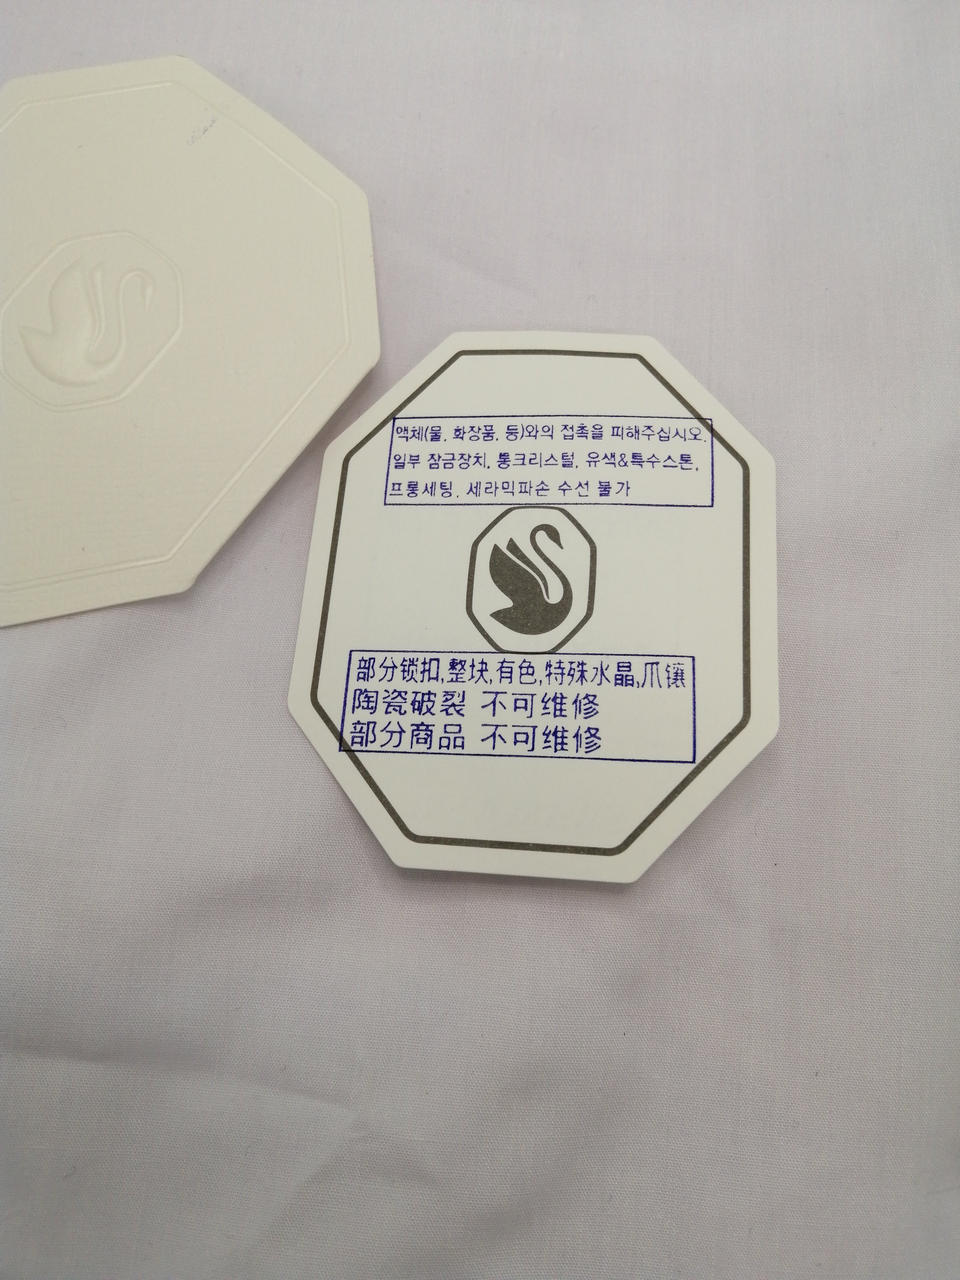 액체(물, 화장품, 등)와의 접촉을 피해주십시오.
일부 잠금장치, 통크리스털, 유색&특수스톤,
프롱세팅, 세라믹파손 수선 불가
部分锁扣,整块,有色,特殊水晶,爪镶
陶瓷破裂 不可维修
部分商品 不可维修